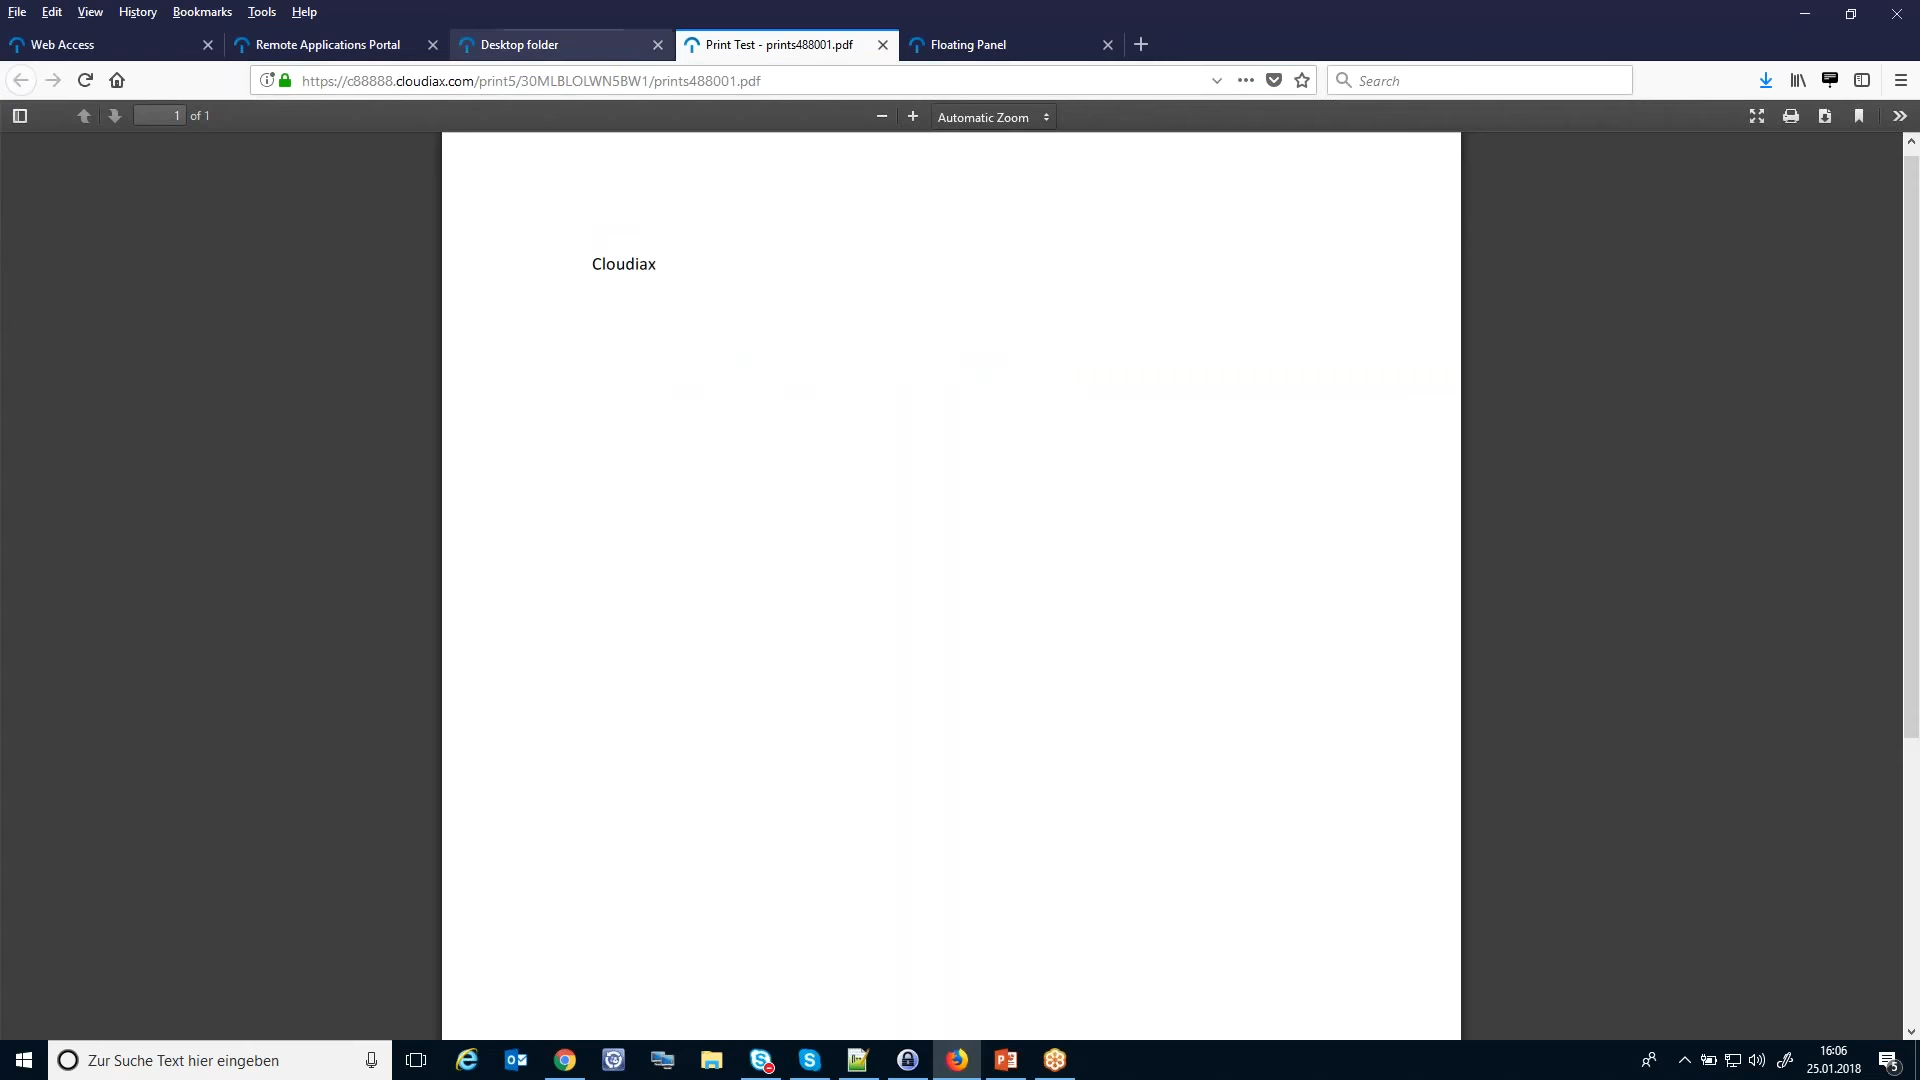 File Edit View History Bookmarks Tools Help
Web Access Remote Applications Portal Desktop folder Print Test - prints488001.pdf Floating Panel
https://c88888.cloudiax.com/print5/30MLBLOLWN5BW1/prints488001.pdf Search
1 of 1 Automatic Zoom
Cloudiax
Zur Suche Text hier eingeben
16:06
25.01.2018
5